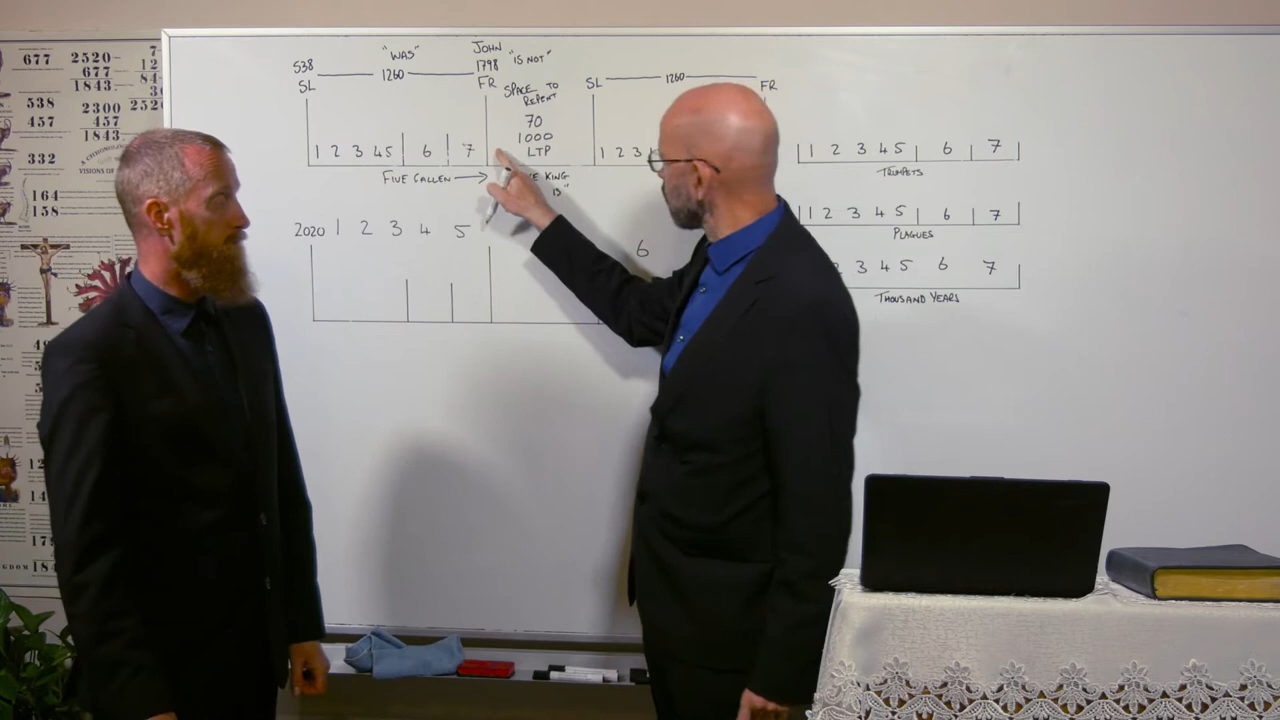 677 2520 7
677 12
1843 84
538 2300 2520
457 457
1843
332
164
158
"WAS" JOHN "IS NOT"
538 1260 1798 1260
SL FR SPACE TO SL FR
REPENT
70
1000
1 2 3 4 5 6 7 LTP 1 2 3 1 2 3 4 5 6 7
TRUMPETS
FIVE FALLEN → KING
IS"
1 2 3 4 5 6 7
PLAGUES
2020 1 2 3 4 5 6
3 4 5 6 7
THOUSAND YEARS